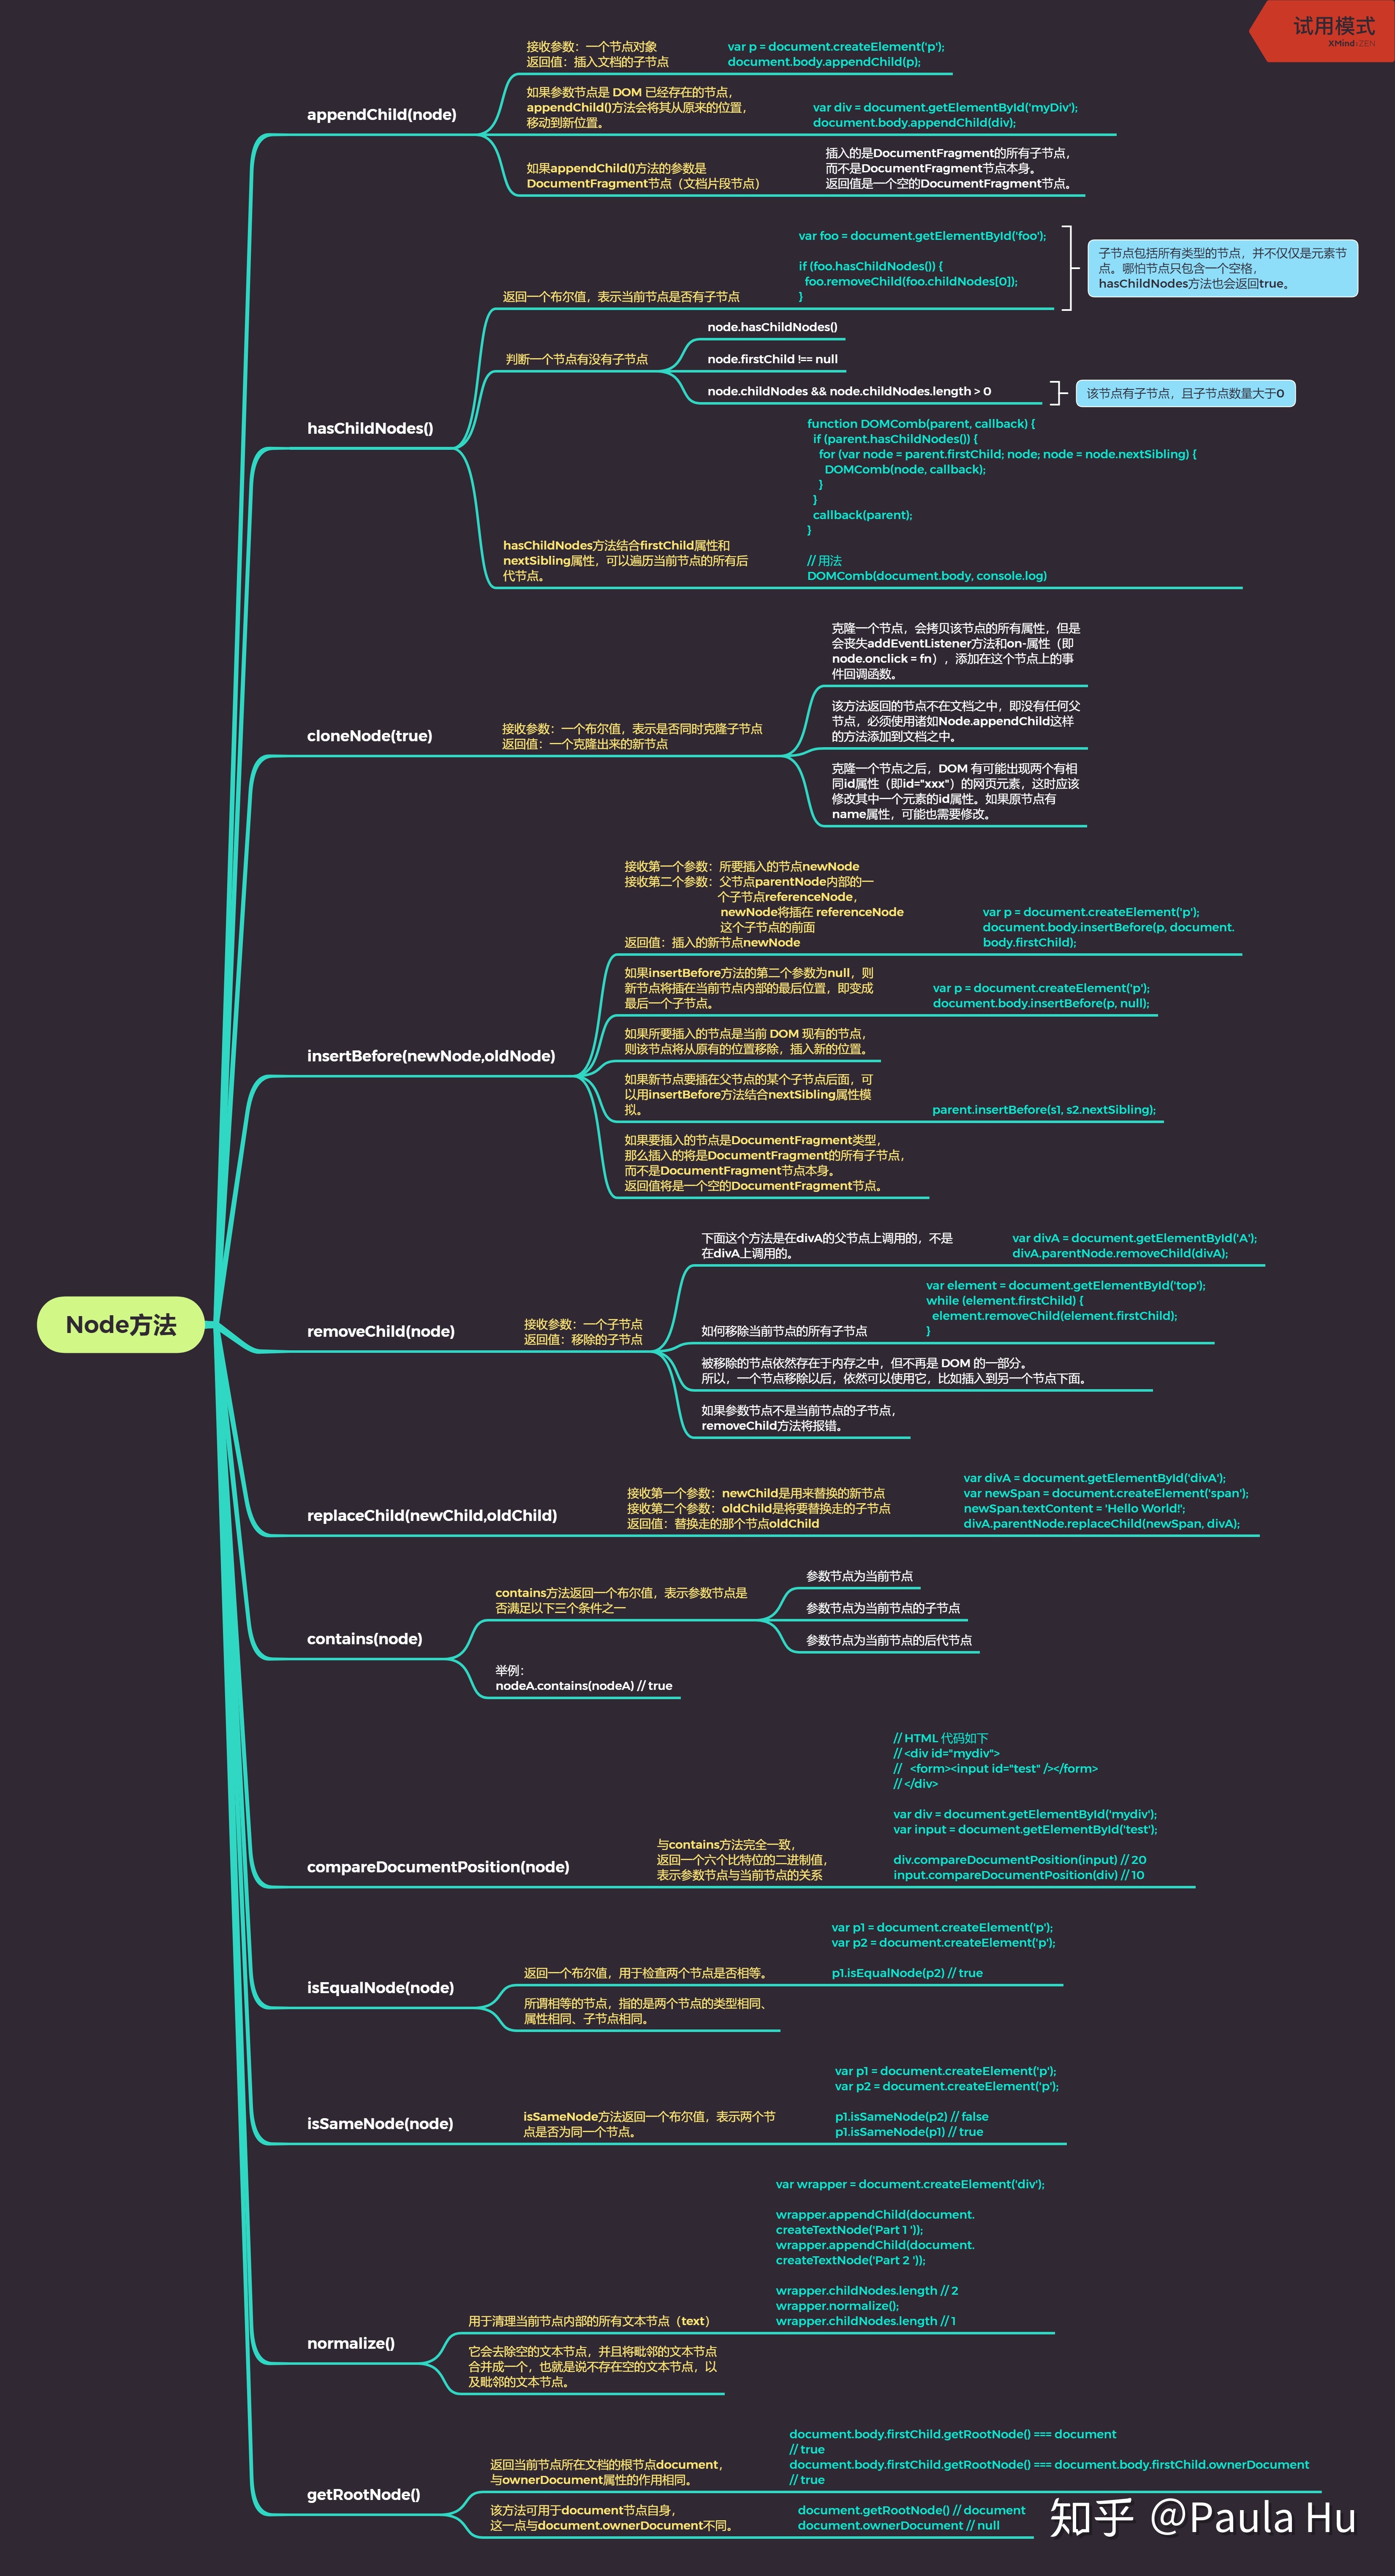 试用模式
XMind:ZEN
Node方法
appendChild(node)
接收参数：一个节点对象
返回值：插入文档的子节点
var p = document.createElement('p');
document.body.appendChild(p);
如果参数节点是 DOM 已经存在的节点，
appendChild()方法会将其从原来的位置，
移动到新位置。
var div = document.getElementById('myDiv');
document.body.appendChild(div);
如果appendChild()方法的参数是
DocumentFragment节点（文档片段节点）
插入的是DocumentFragment的所有子节点，
而不是DocumentFragment节点本身。
返回值是一个空的DocumentFragment节点。
hasChildNodes()
返回一个布尔值，表示当前节点是否有子节点
var foo = document.getElementById('foo');
if (foo.hasChildNodes()) {
foo.removeChild(foo.childNodes[0]);
}
子节点包括所有类型的节点，并不仅仅是元素节
点。哪怕节点只包含一个空格，
hasChildNodes方法也会返回true。
判断一个节点有没有子节点
node.hasChildNodes()
node.firstChild !== null
node.childNodes && node.childNodes.length > 0
该节点有子节点，且子节点数量大于0
hasChildNodes方法结合firstChild属性和
nextSibling属性，可以遍历当前节点的所有后
代节点。
function DOMComb(parent, callback) {
if (parent.hasChildNodes()) {
for (var node = parent.firstChild; node; node = node.nextSibling) {
DOMComb(node, callback);
}
}
callback(parent);
}
// 用法
DOMComb(document.body, console.log)
cloneNode(true)
接收参数：一个布尔值，表示是否同时克隆子节点
返回值：一个克隆出来的新节点
克隆一个节点，会拷贝该节点的所有属性，但是
会丧失addEventListener方法和on-属性（即
node.onclick = fn），添加在这个节点上的事
件回调函数。
该方法返回的节点不在文档之中，即没有任何父
节点，必须使用诸如Node.appendChild这样
的方法添加到文档之中。
克隆一个节点之后，DOM 有可能出现两个有相
同id属性（即id="xxx"）的网页元素，这时应该
修改其中一个元素的id属性。如果原节点有
name属性，可能也需要修改。
insertBefore(newNode,oldNode)
接收第一个参数：所要插入的节点newNode
接收第二个参数：父节点parentNode内部的一
个子节点referenceNode，
newNode将插在 referenceNode
这个子节点的前面
返回值：插入的新节点newNode
var p = document.createElement('p');
document.body.insertBefore(p, document.
body.firstChild);
如果insertBefore方法的第二个参数为null，则
新节点将插在当前节点内部的最后位置，即变成
最后一个子节点。
var p = document.createElement('p');
document.body.insertBefore(p, null);
如果所要插入的节点是当前 DOM 现有的节点，
则该节点将从原有的位置移除，插入新的位置。
如果新节点要插在父节点的某个子节点后面，可
以用insertBefore方法结合nextSibling属性模
拟。
parent.insertBefore(s1, s2.nextSibling);
如果要插入的节点是DocumentFragment类型，
那么插入的将是DocumentFragment的所有子节点，
而不是DocumentFragment节点本身。
返回值将是一个空的DocumentFragment节点。
removeChild(node)
接收参数：一个子节点
返回值：移除的子节点
下面这个方法是在divA的父节点上调用的，不是
在divA上调用的。
var divA = document.getElementById('A');
divA.parentNode.removeChild(divA);
如何移除当前节点的所有子节点
var element = document.getElementById('top');
while (element.firstChild) {
element.removeChild(element.firstChild);
}
被移除的节点依然存在于内存之中，但不再是 DOM 的一部分。
所以，一个节点移除以后，依然可以使用它，比如插入到另一个节点下面。
如果参数节点不是当前节点的子节点，
removeChild方法将报错。
replaceChild(newChild,oldChild)
接收第一个参数：newChild是用来替换的新节点
接收第二个参数：oldChild是将要替换走的子节点
返回值：替换走的那个节点oldChild
var divA = document.getElementById('divA');
var newSpan = document.createElement('span');
newSpan.textContent = 'Hello World!';
divA.parentNode.replaceChild(newSpan, divA);
contains(node)
contains方法返回一个布尔值，表示参数节点是
否满足以下三个条件之一
参数节点为当前节点
参数节点为当前节点的子节点
参数节点为当前节点的后代节点
举例：
nodeA.contains(nodeA) // true
compareDocumentPosition(node)
与contains方法完全一致，
返回一个六个比特位的二进制值，
表示参数节点与当前节点的关系
// HTML 代码如下
// <div id="mydiv">
// <form><input id="test" /></form>
// </div>
var div = document.getElementById('mydiv');
var input = document.getElementById('test');
div.compareDocumentPosition(input) // 20
input.compareDocumentPosition(div) // 10
isEqualNode(node)
返回一个布尔值，用于检查两个节点是否相等。
var p1 = document.createElement('p');
var p2 = document.createElement('p');
p1.isEqualNode(p2) // true
所谓相等的节点，指的是两个节点的类型相同、
属性相同、子节点相同。
isSameNode(node)
isSameNode方法返回一个布尔值，表示两个节
点是否为同一个节点。
var p1 = document.createElement('p');
var p2 = document.createElement('p');
p1.isSameNode(p2) // false
p1.isSameNode(p1) // true
normalize()
用于清理当前节点内部的所有文本节点（text）
var wrapper = document.createElement('div');
wrapper.appendChild(document.
createTextNode('Part 1 '));
wrapper.appendChild(document.
createTextNode('Part 2 '));
wrapper.childNodes.length // 2
wrapper.normalize();
wrapper.childNodes.length // 1
它会去除空的文本节点，并且将毗邻的文本节点
合并成一个，也就是说不存在空的文本节点，以
及毗邻的文本节点。
getRootNode()
返回当前节点所在文档的根节点document，
与ownerDocument属性的作用相同。
document.body.firstChild.getRootNode() === document
// true
document.body.firstChild.getRootNode() === document.body.firstChild.ownerDocument
// true
该方法可用于document节点自身，
这一点与document.ownerDocument不同。
document.getRootNode() // document
document.ownerDocument // null
知乎 @Paula Hu